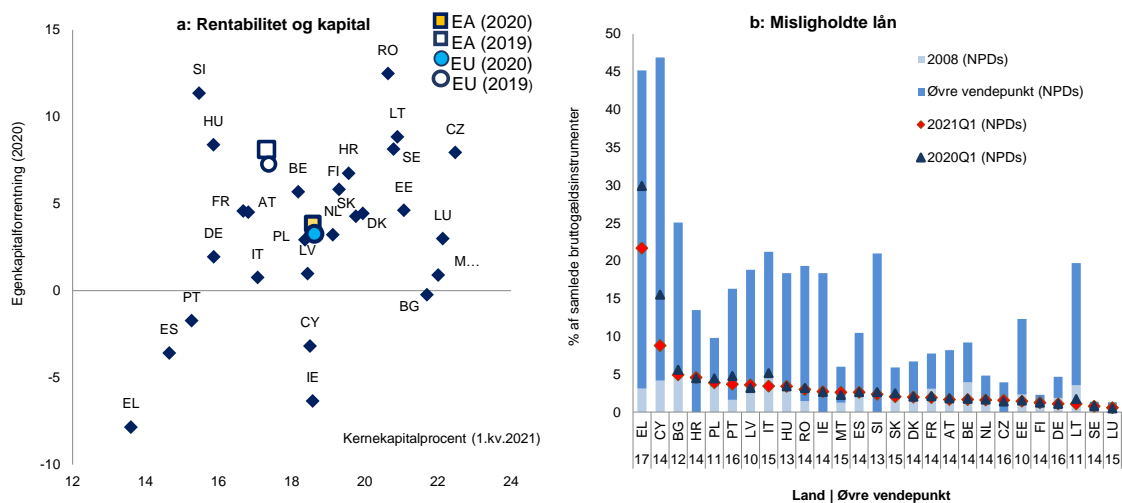 a: Rentabilitet og kapital
EA (2020)
EA (2019)
EU (2020)
EU (2019)
Egenkapitalforrentning (2020)
15
10
5
0
-5
-10
RO
SI
LT
HU
CZ
HR
SE
BE
FI
EE
FR
AT
NL
SK
DK
LU
DE
PL
IT
LV
M...
BG
PT
ES
CY
IE
EL
Kernekapitalprocent (1.kv.2021)
12 14 16 18 20 22 24
b: Misligholdte lån
2008 (NPDs)
Øvre vendepunkt (NPDs)
2021Q1 (NPDs)
2020Q1 (NPDs)
% af samlede bruttogældsinstrumenter
50
45
40
35
30
25
20
15
10
5
0
EL CY BG HR PL PT LV IT HU RO IE MT ES SI SK DK FR AT BE NL CZ EE FI DE LT SE LU
17 14 12 14 11 16 10 15 13 14 14 15 14 13 15 14 14 14 14 14 14 10 14 16 11 14 15
Land | Øvre vendepunkt